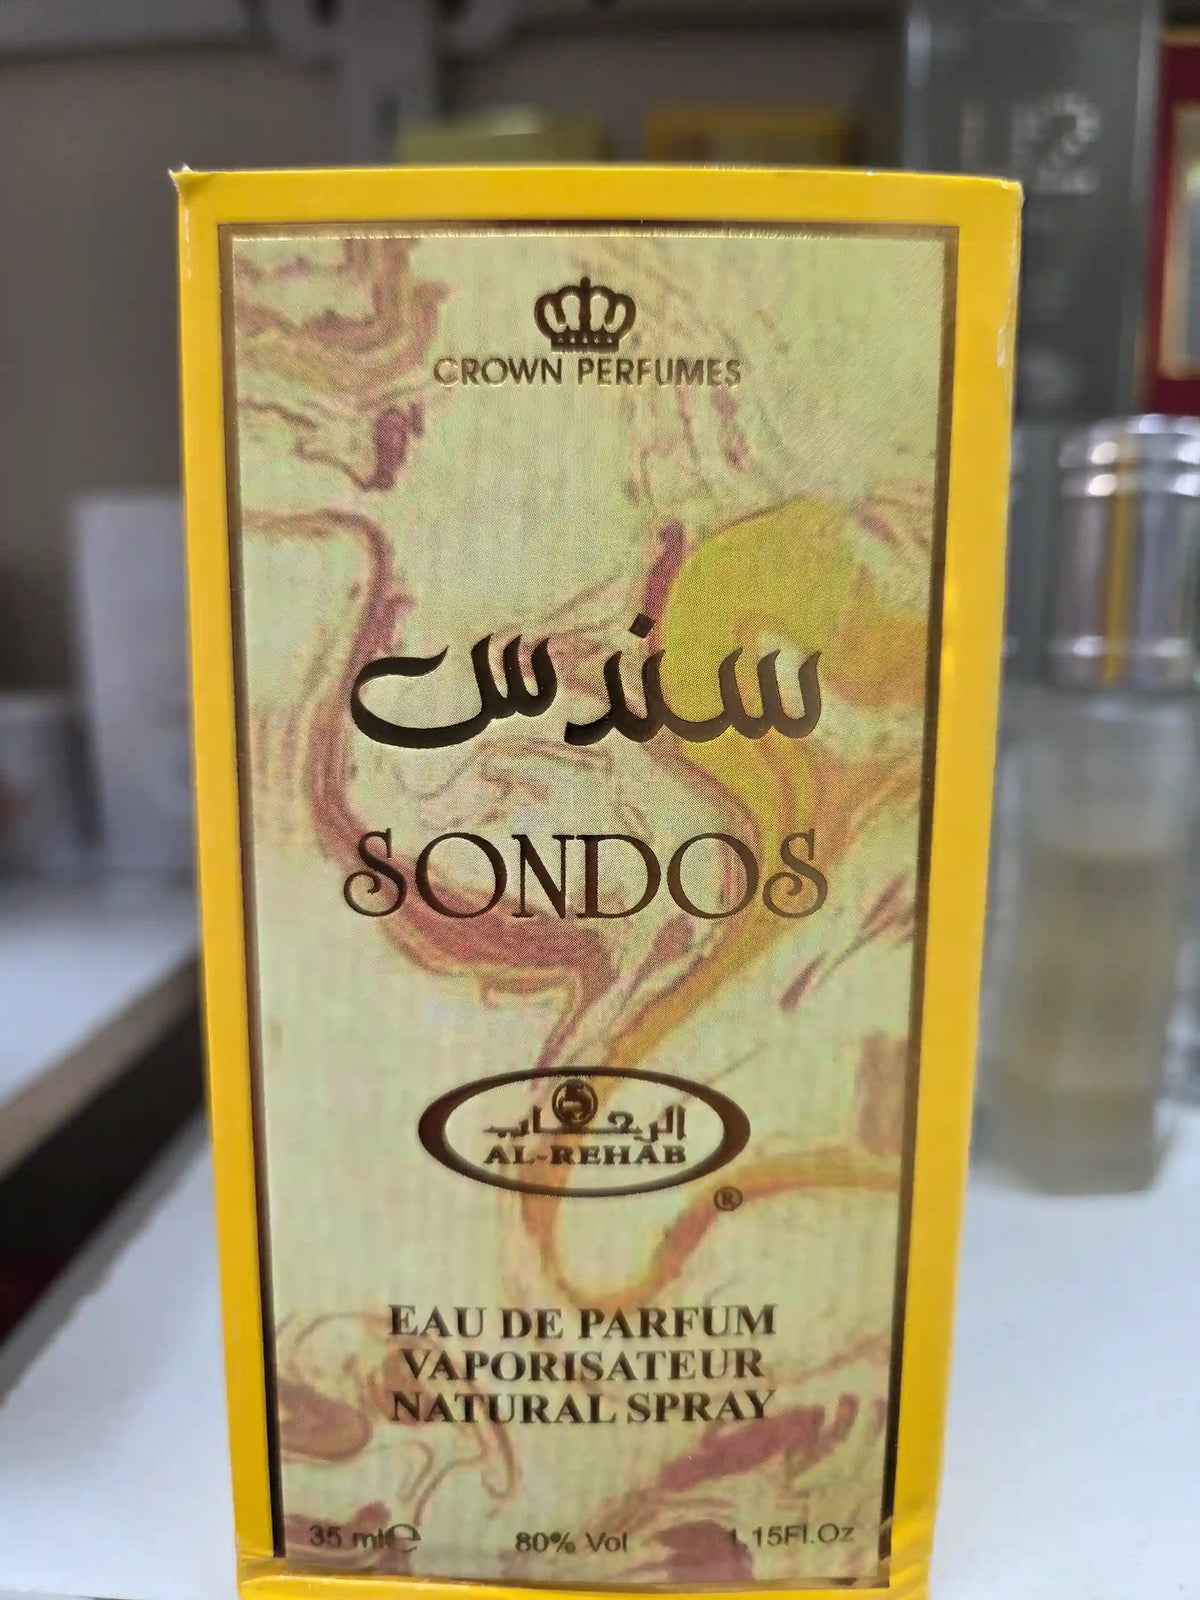 CROWN PERFUMES
سندس
SONDOS
الرحاب
AL-REHAB
®
EAU DE PARFUM
VAPORISATEUR
NATURAL SPRAY
35 ml℮ 80% Vol 1.15Fl.Oz